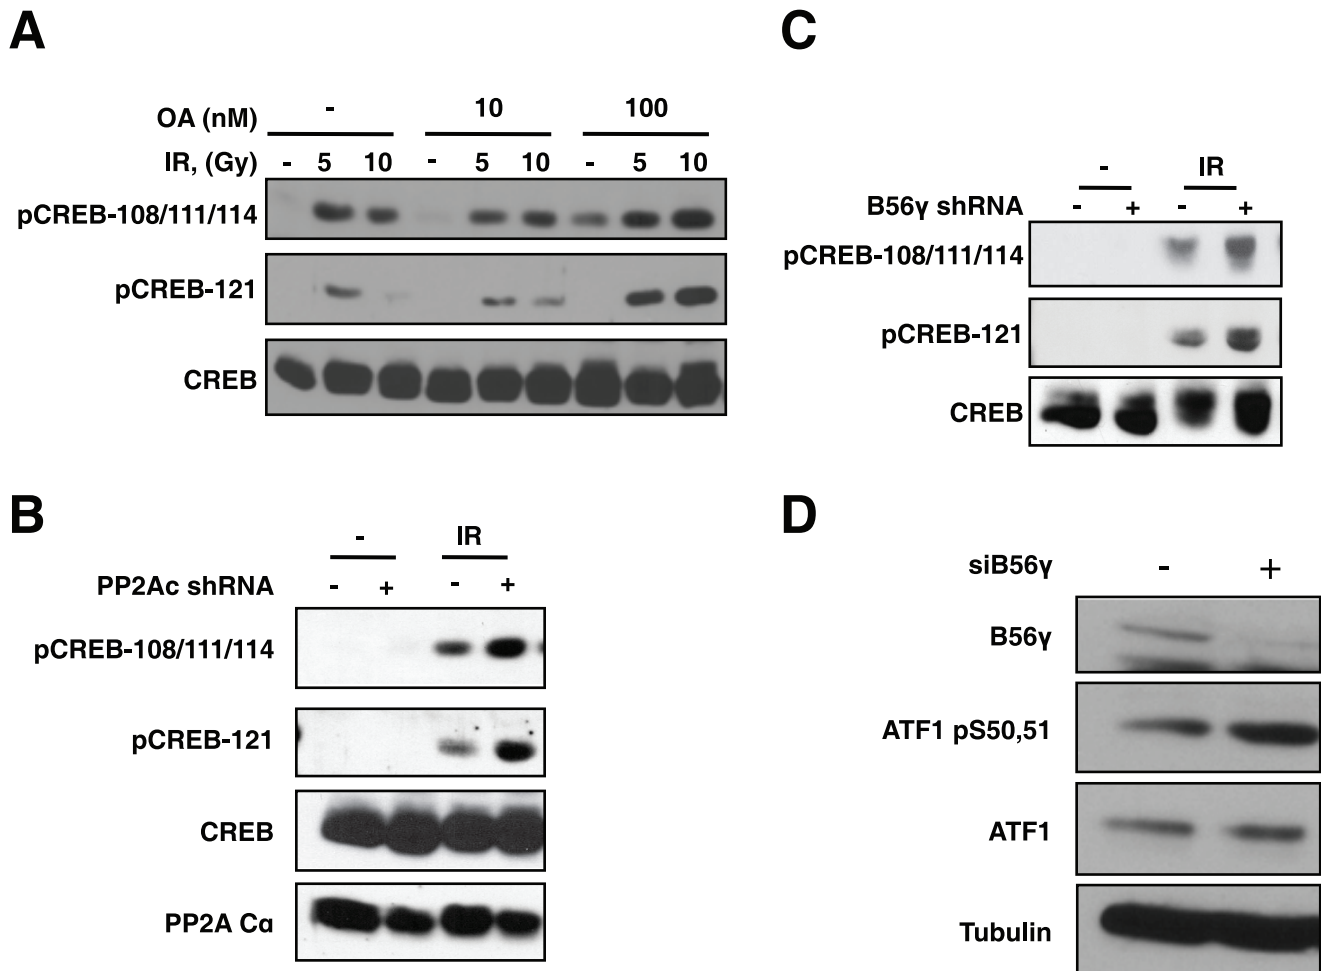 A
OA (nM) - 10 100
IR, (Gy) - 5 10 - 5 10 - 5 10
pCREB-108/111/114
pCREB-121
CREB
B
- IR
PP2Ac shRNA - + - +
pCREB-108/111/114
pCREB-121
CREB
PP2A Cα
C
- IR
B56γ shRNA - + - +
pCREB-108/111/114
pCREB-121
CREB
D
siB56γ - +
B56γ
ATF1 pS50,51
ATF1
Tubulin